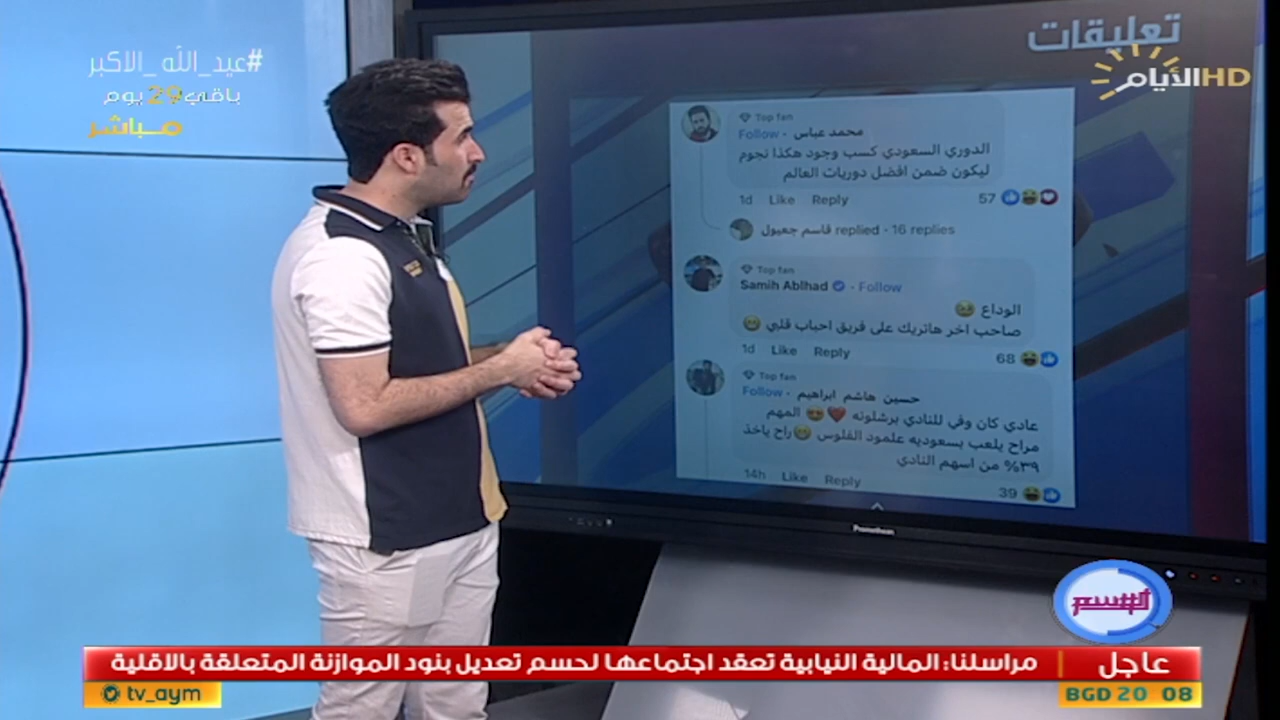 #عيد_الله_الاكبر
باقي 29 يوم
مباشر
تعليقات
الأيام HD
Top fan
محمد عباس · Follow
الدوري السعودي كسب وجود هكذا نجوم
ليكون ضمن افضل دوريات العالم
1d Like Reply 57
قاسم جعيول replied · 16 replies
Top fan
Samih Ablhad · Follow
الوداع 🥹
صاحب اخر هاتريك على فريق احباب قلبي 😁
1d Like Reply 68
Top fan
حسين هاشم ابراهيم · Follow
عادي كان وفي للنادي برشلونه 😍❤️ المهم
مراح يلعب بسعوديه علمود الفلوس 😁راح ياخذ
٣٩% من اسهم النادي
14h Like Reply 39
Promethean
عاجل
مراسلنا: المالية النيابية تعقد اجتماعها لحسم تعديل بنود الموازنة المتعلقة بالاقلية
tv_aym
BGD 20 08